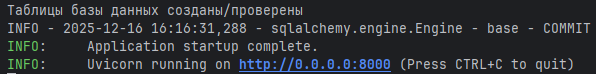 Таблицы базы данных созданы/проверены
INFO - 2025-12-16 16:16:31,288 - sqlalchemy.engine.Engine - base - COMMIT
INFO:     Application startup complete.
INFO:     Uvicorn running on http://0.0.0.0:8000 (Press CTRL+C to quit)